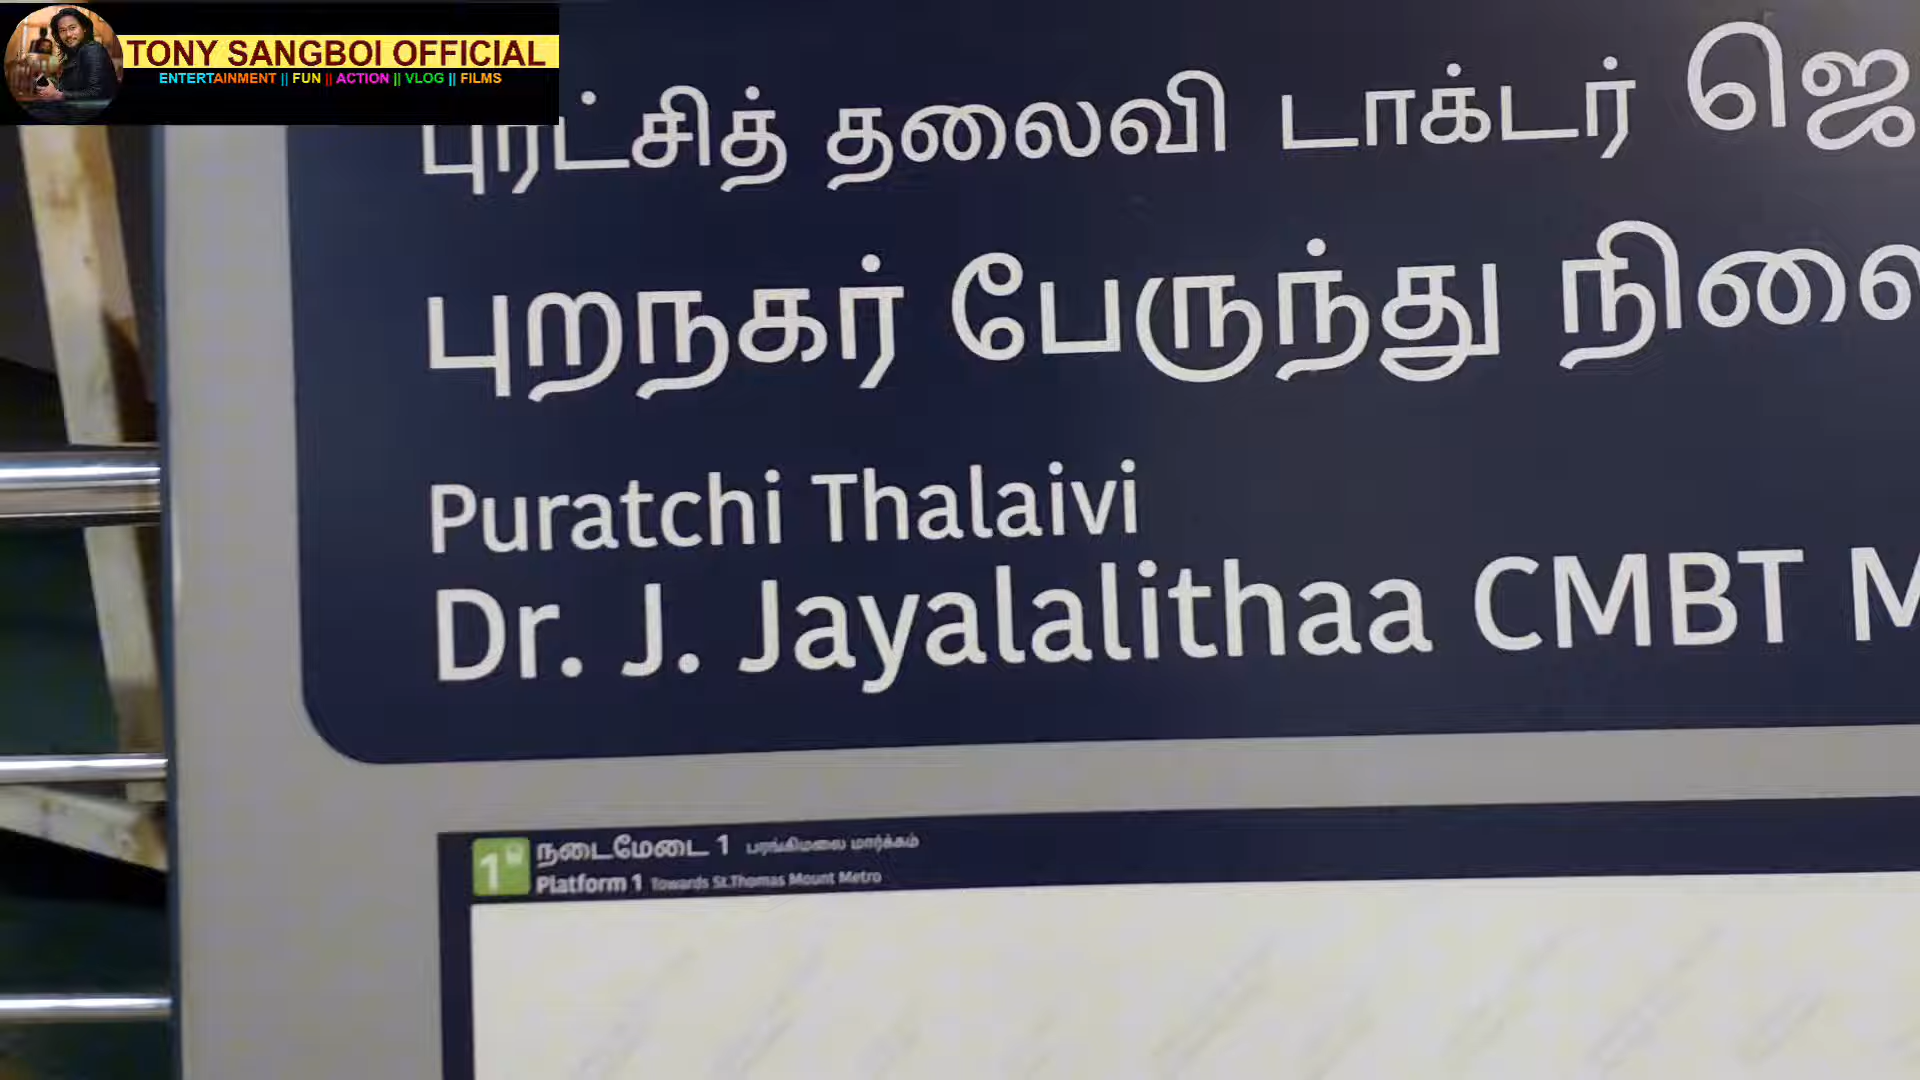 TONY SANGBOI OFFICIAL
ENTERTAINMENT || FUN || ACTION || VLOG || FILMS
புரட்சித் தலைவி டாக்டர் ஜெ
புறநகர் பேருந்து நிலை
Puratchi Thalaivi
Dr. J. Jayalalithaa CMBT M
1
நடைமேடை 1 பரங்கிமலை மார்க்கம்
Platform 1 Towards St.Thomas Mount Metro